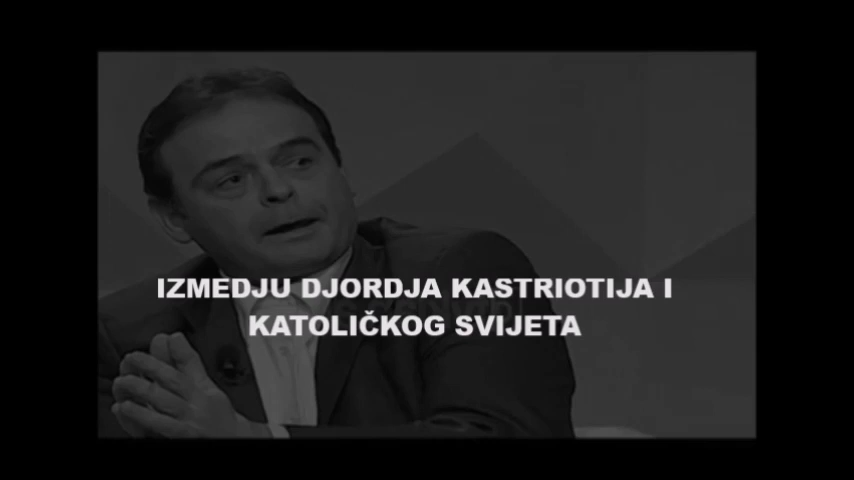 IZMEDJU DJORDJA KASTRIOTIJA I
KATOLIČKOG SVIJETA